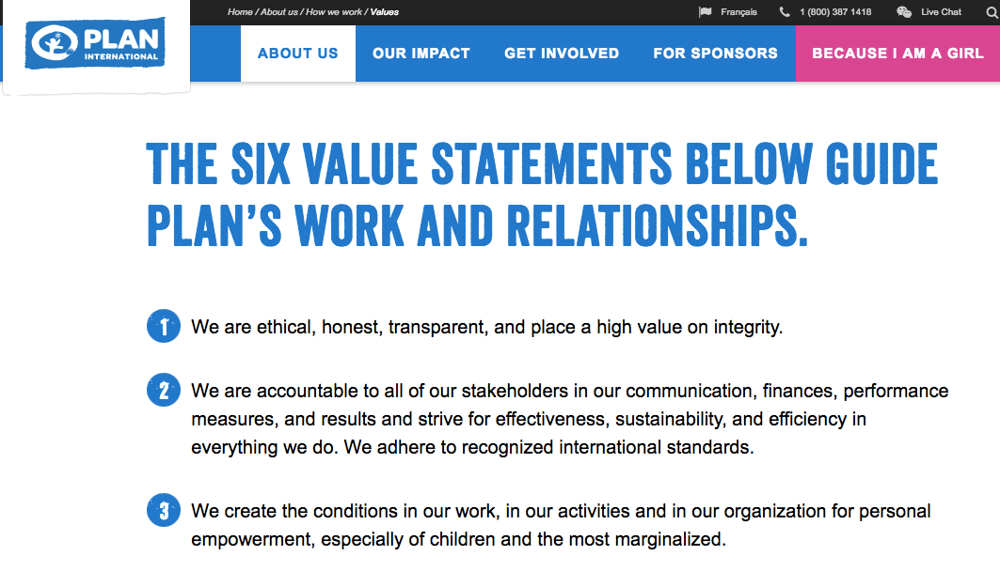 Home / About us / How we work / Values
Français
1 (800) 387 1418
Live Chat
PLAN
INTERNATIONAL
ABOUT US
OUR IMPACT
GET INVOLVED
FOR SPONSORS
BECAUSE I AM A GIRL
THE SIX VALUE STATEMENTS BELOW GUIDE
PLAN’S WORK AND RELATIONSHIPS.
1 We are ethical, honest, transparent, and place a high value on integrity.
2 We are accountable to all of our stakeholders in our communication, finances, performance
measures, and results and strive for effectiveness, sustainability, and efficiency in
everything we do. We adhere to recognized international standards.
3 We create the conditions in our work, in our activities and in our organization for personal
empowerment, especially of children and the most marginalized.